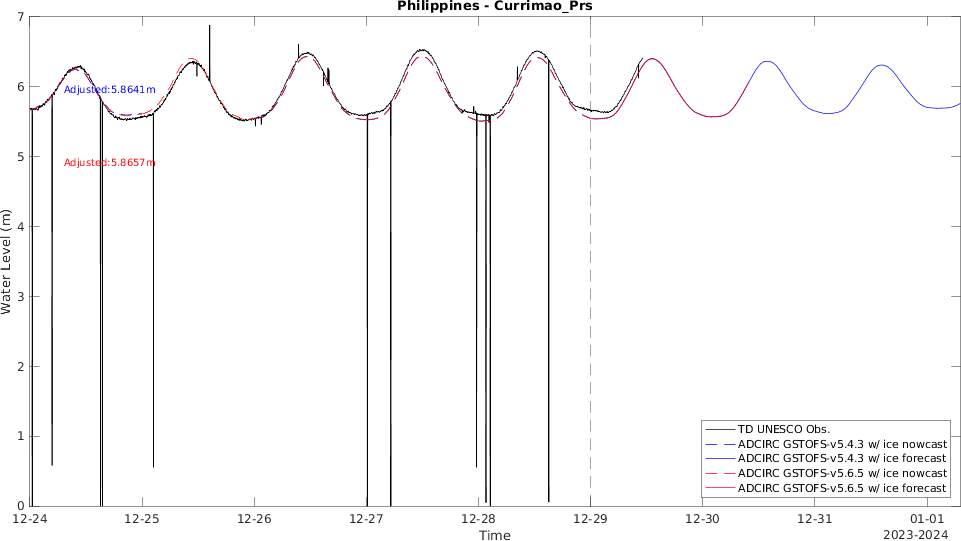 Philippines - Currimao_Prs
7
6
5
4
3
2
1
0
Water Level (m)
Adjusted:5.8641m
Adjusted:5.8657m
TD UNESCO Obs.
ADCIRC GSTOFS-v5.4.3 w/ ice nowcast
ADCIRC GSTOFS-v5.4.3 w/ ice forecast
ADCIRC GSTOFS-v5.6.5 w/ ice nowcast
ADCIRC GSTOFS-v5.6.5 w/ ice forecast
12-24 12-25 12-26 12-27 12-28 12-29 12-30 12-31 01-01
Time
2023-2024